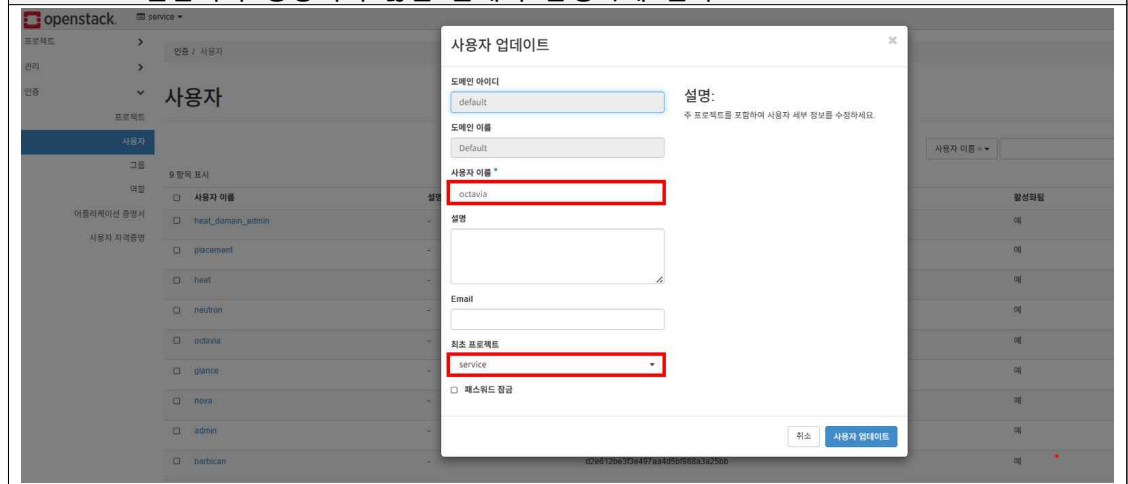 openstack. service
프로젝트
관리
인증
프로젝트
사용자
그룹
역할
어플리케이션 증명서
사용자 자격증명
인증 / 사용자
사용자
사용자 이름 =
9 항목 표시
사용자 이름
활성화됨
heat_domain_admin - 예
placement - 예
heat - 예
neutron - 예
octavia - 예
glance - 예
nova - 예
admin - 예
barbican - 예
사용자 업데이트
×
도메인 아이디
default
도메인 이름
Default
사용자 이름 *
octavia
설명
Email
최초 프로젝트
service
패스워드 잠금
설명:
주 프로젝트를 포함하여 사용자 세부 정보를 수정하세요.
취소 사용자 업데이트